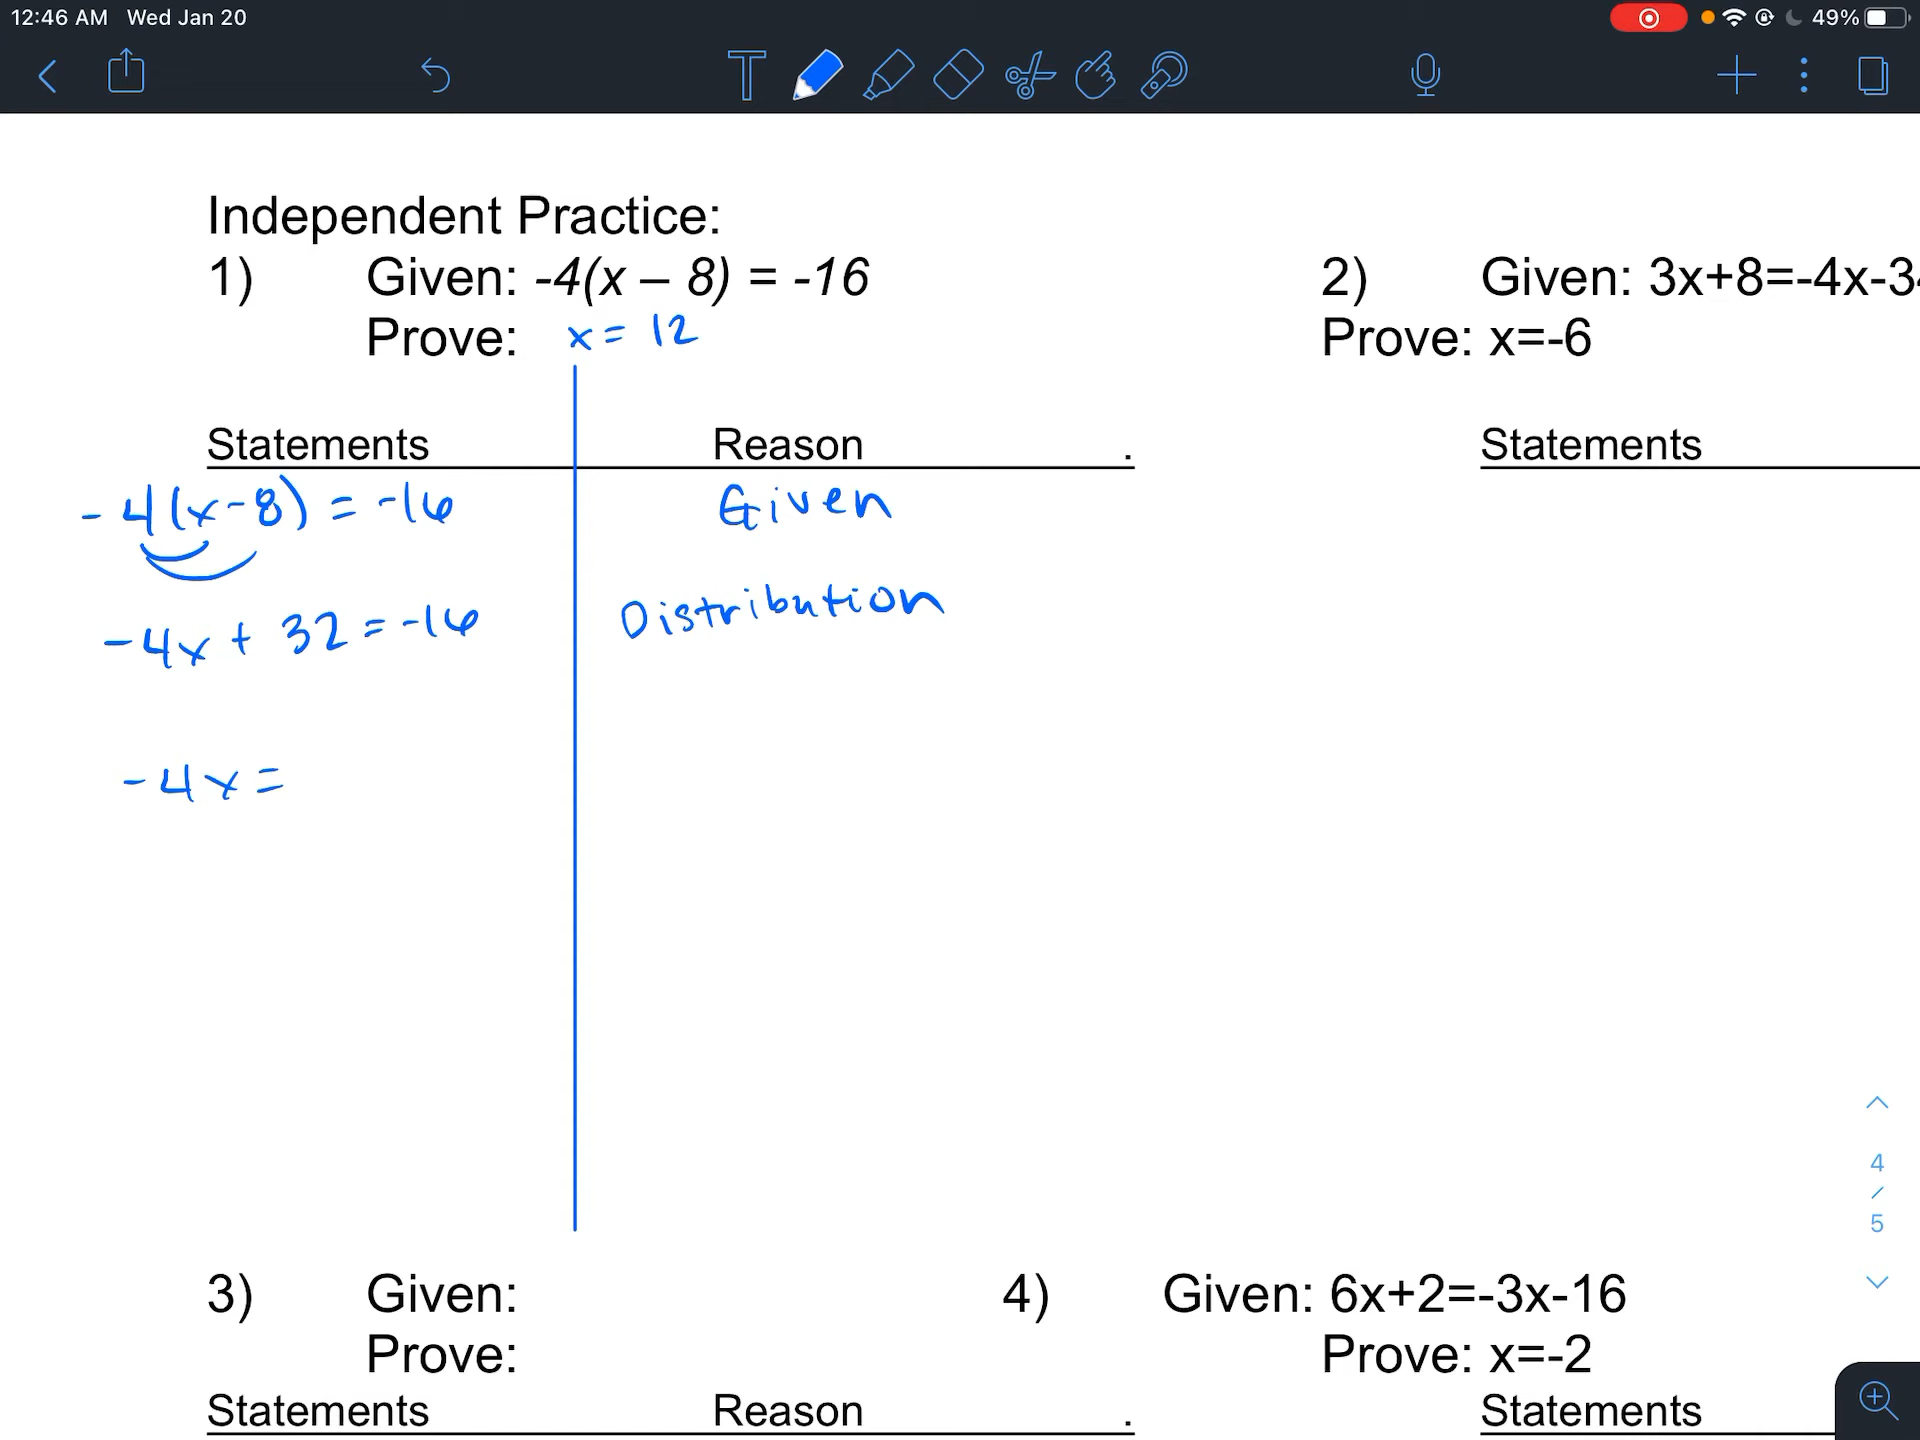 12:46 AM Wed Jan 20 49%
T
Independent Practice:
1) Given: -4(x – 8) = -16
Prove: x = 12
Statements Reason .
-4(x-8) = -16 Given
-4x + 32 = -16 Distribution
-4x =
2) Given: 3x+8=-4x-34
Prove: x=-6
Statements
3) Given:
Prove:
Statements Reason .
4) Given: 6x+2=-3x-16
Prove: x=-2
Statements
4
/
5